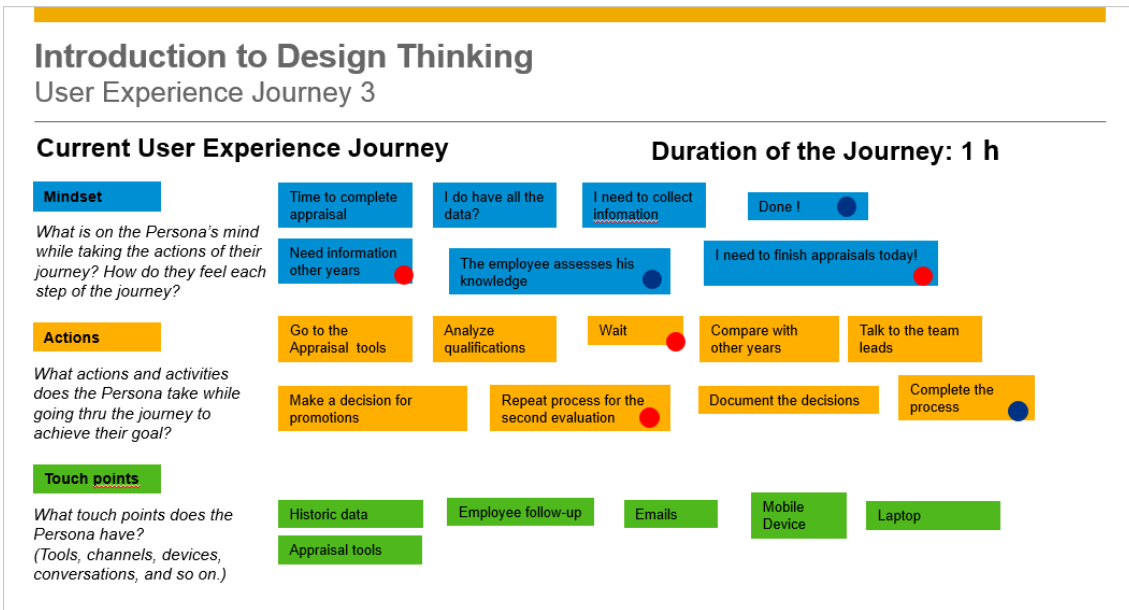 Introduction to Design Thinking
User Experience Journey 3
Current User Experience Journey
Duration of the Journey: 1 h
Mindset
What is on the Persona's mind
while taking the actions of their
journey? How do they feel each
step of the journey?
Time to complete
appraisal
I do have all the
data?
I need to collect
infomation
Done !
Need information
other years
The employee assesses his
knowledge
I need to finish appraisals today!
Actions
What actions and activities
does the Persona take while
going thru the journey to
achieve their goal?
Go to the
Appraisal tools
Analyze
qualifications
Wait
Compare with
other years
Talk to the team
leads
Make a decision for
promotions
Repeat process for the
second evaluation
Document the decisions
Complete the
process
Touch points
What touch points does the
Persona have?
(Tools, channels, devices,
conversations, and so on.)
Historic data
Employee follow-up
Emails
Mobile
Device
Laptop
Appraisal tools